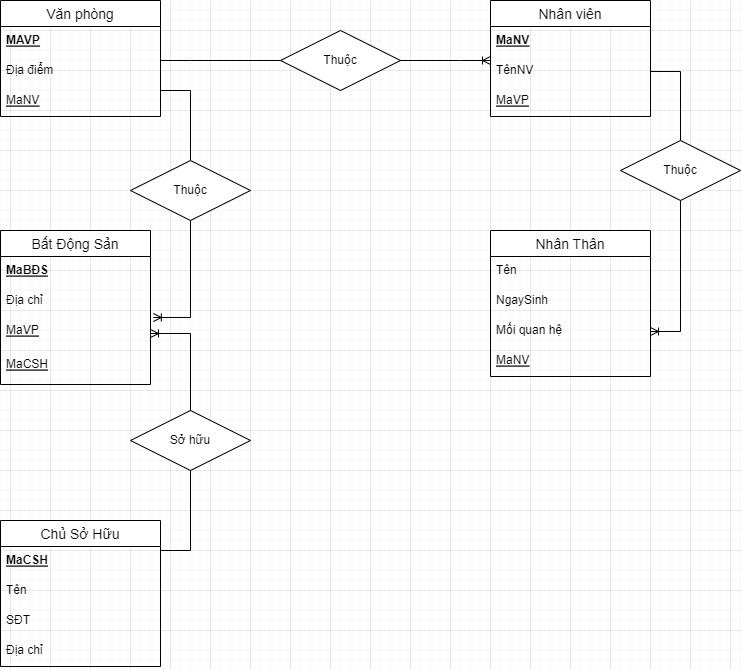 Văn phòng
MAVP
Địa điểm
MaNV
Thuộc
Nhân viên
MaNV
TênNV
MaVP
Thuộc
Thuộc
Bất Động Sản
MaBĐS
Địa chỉ
MaVP
MaCSH
Nhân Thân
Tên
NgaySinh
Mối quan hệ
MaNV
Sở hữu
Chủ Sở Hữu
MaCSH
Tên
SĐT
Địa chỉ